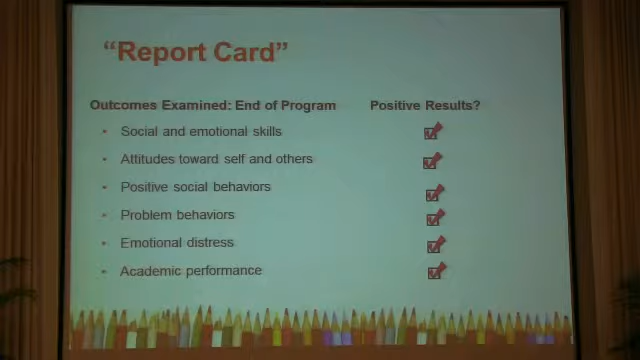 “Report Card”
Outcomes Examined: End of Program Positive Results?
• Social and emotional skills
• Attitudes toward self and others
• Positive social behaviors
• Problem behaviors
• Emotional distress
• Academic performance